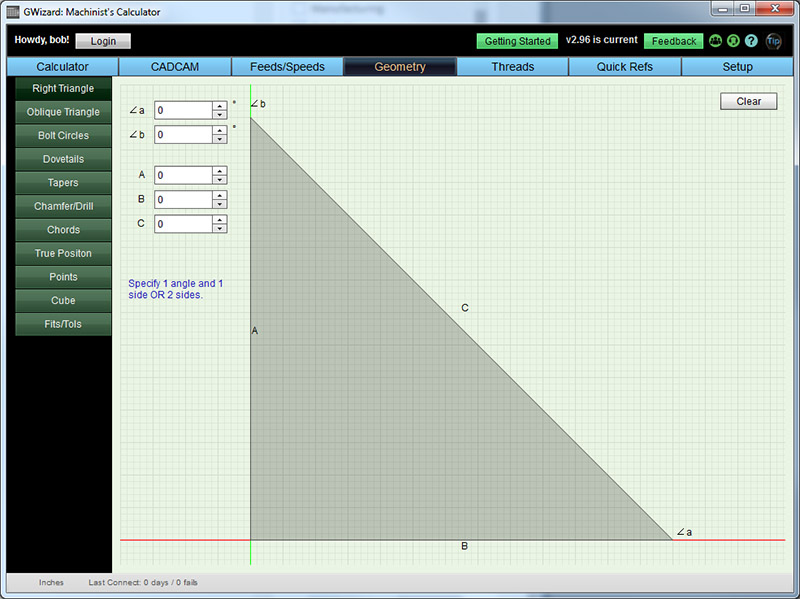 GWizard: Machinist's Calculator
Howdy, bob! Login Getting Started v2.96 is current Feedback Tip
Calculator CADCAM Feeds/Speeds Geometry Threads Quick Refs Setup
Right Triangle
Oblique Triangle
Bolt Circles
Dovetails
Tapers
Chamfer/Drill
Chords
True Positon
Points
Cube
Fits/Tols
∠a 0 °
∠b 0 °
A 0
B 0
C 0
Specify 1 angle and 1
side OR 2 sides.
∠b
Clear
C
A
∠a
B
Inches Last Connect: 0 days / 0 fails